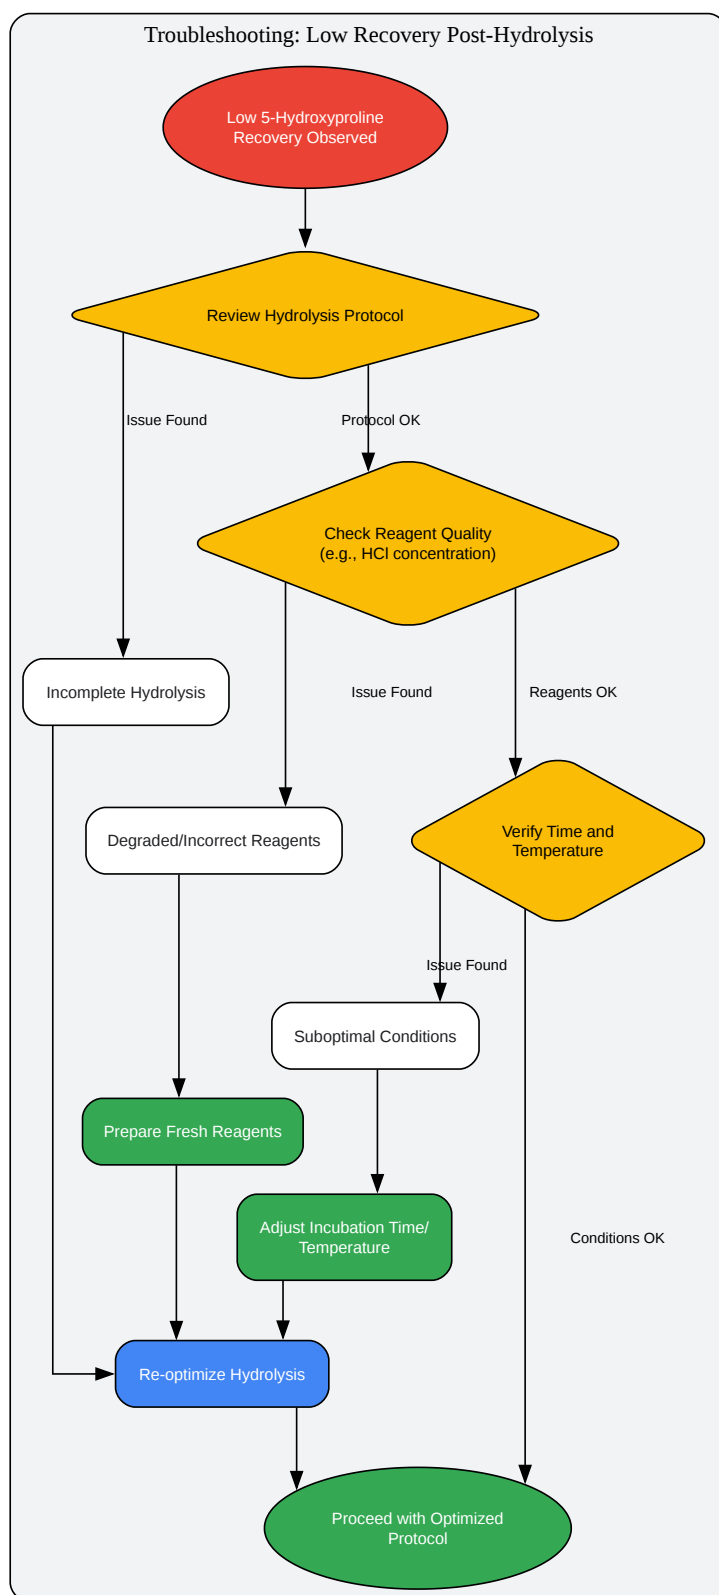 Troubleshooting: Low Recovery Post-Hydrolysis
Low 5-Hydroxyproline
Recovery Observed
Review Hydrolysis Protocol
Issue Found
Protocol OK
Check Reagent Quality
(e.g., HCl concentration)
Incomplete Hydrolysis
Issue Found
Reagents OK
Degraded/Incorrect Reagents
Verify Time and
Temperature
Issue Found
Suboptimal Conditions
Prepare Fresh Reagents
Adjust Incubation Time/
Temperature
Conditions OK
Re-optimize Hydrolysis
Proceed with Optimized
Protocol